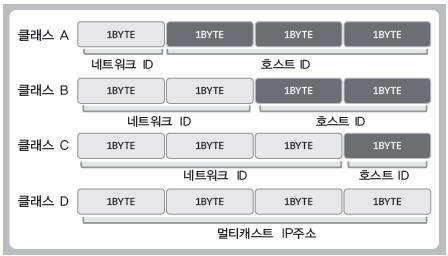 클래스 A 1BYTE 1BYTE 1BYTE 1BYTE
네트워크 ID 호스트 ID
클래스 B 1BYTE 1BYTE 1BYTE 1BYTE
네트워크 ID 호스트 ID
클래스 C 1BYTE 1BYTE 1BYTE 1BYTE
네트워크 ID 호스트 ID
클래스 D 1BYTE 1BYTE 1BYTE 1BYTE
멀티캐스트 IP주소